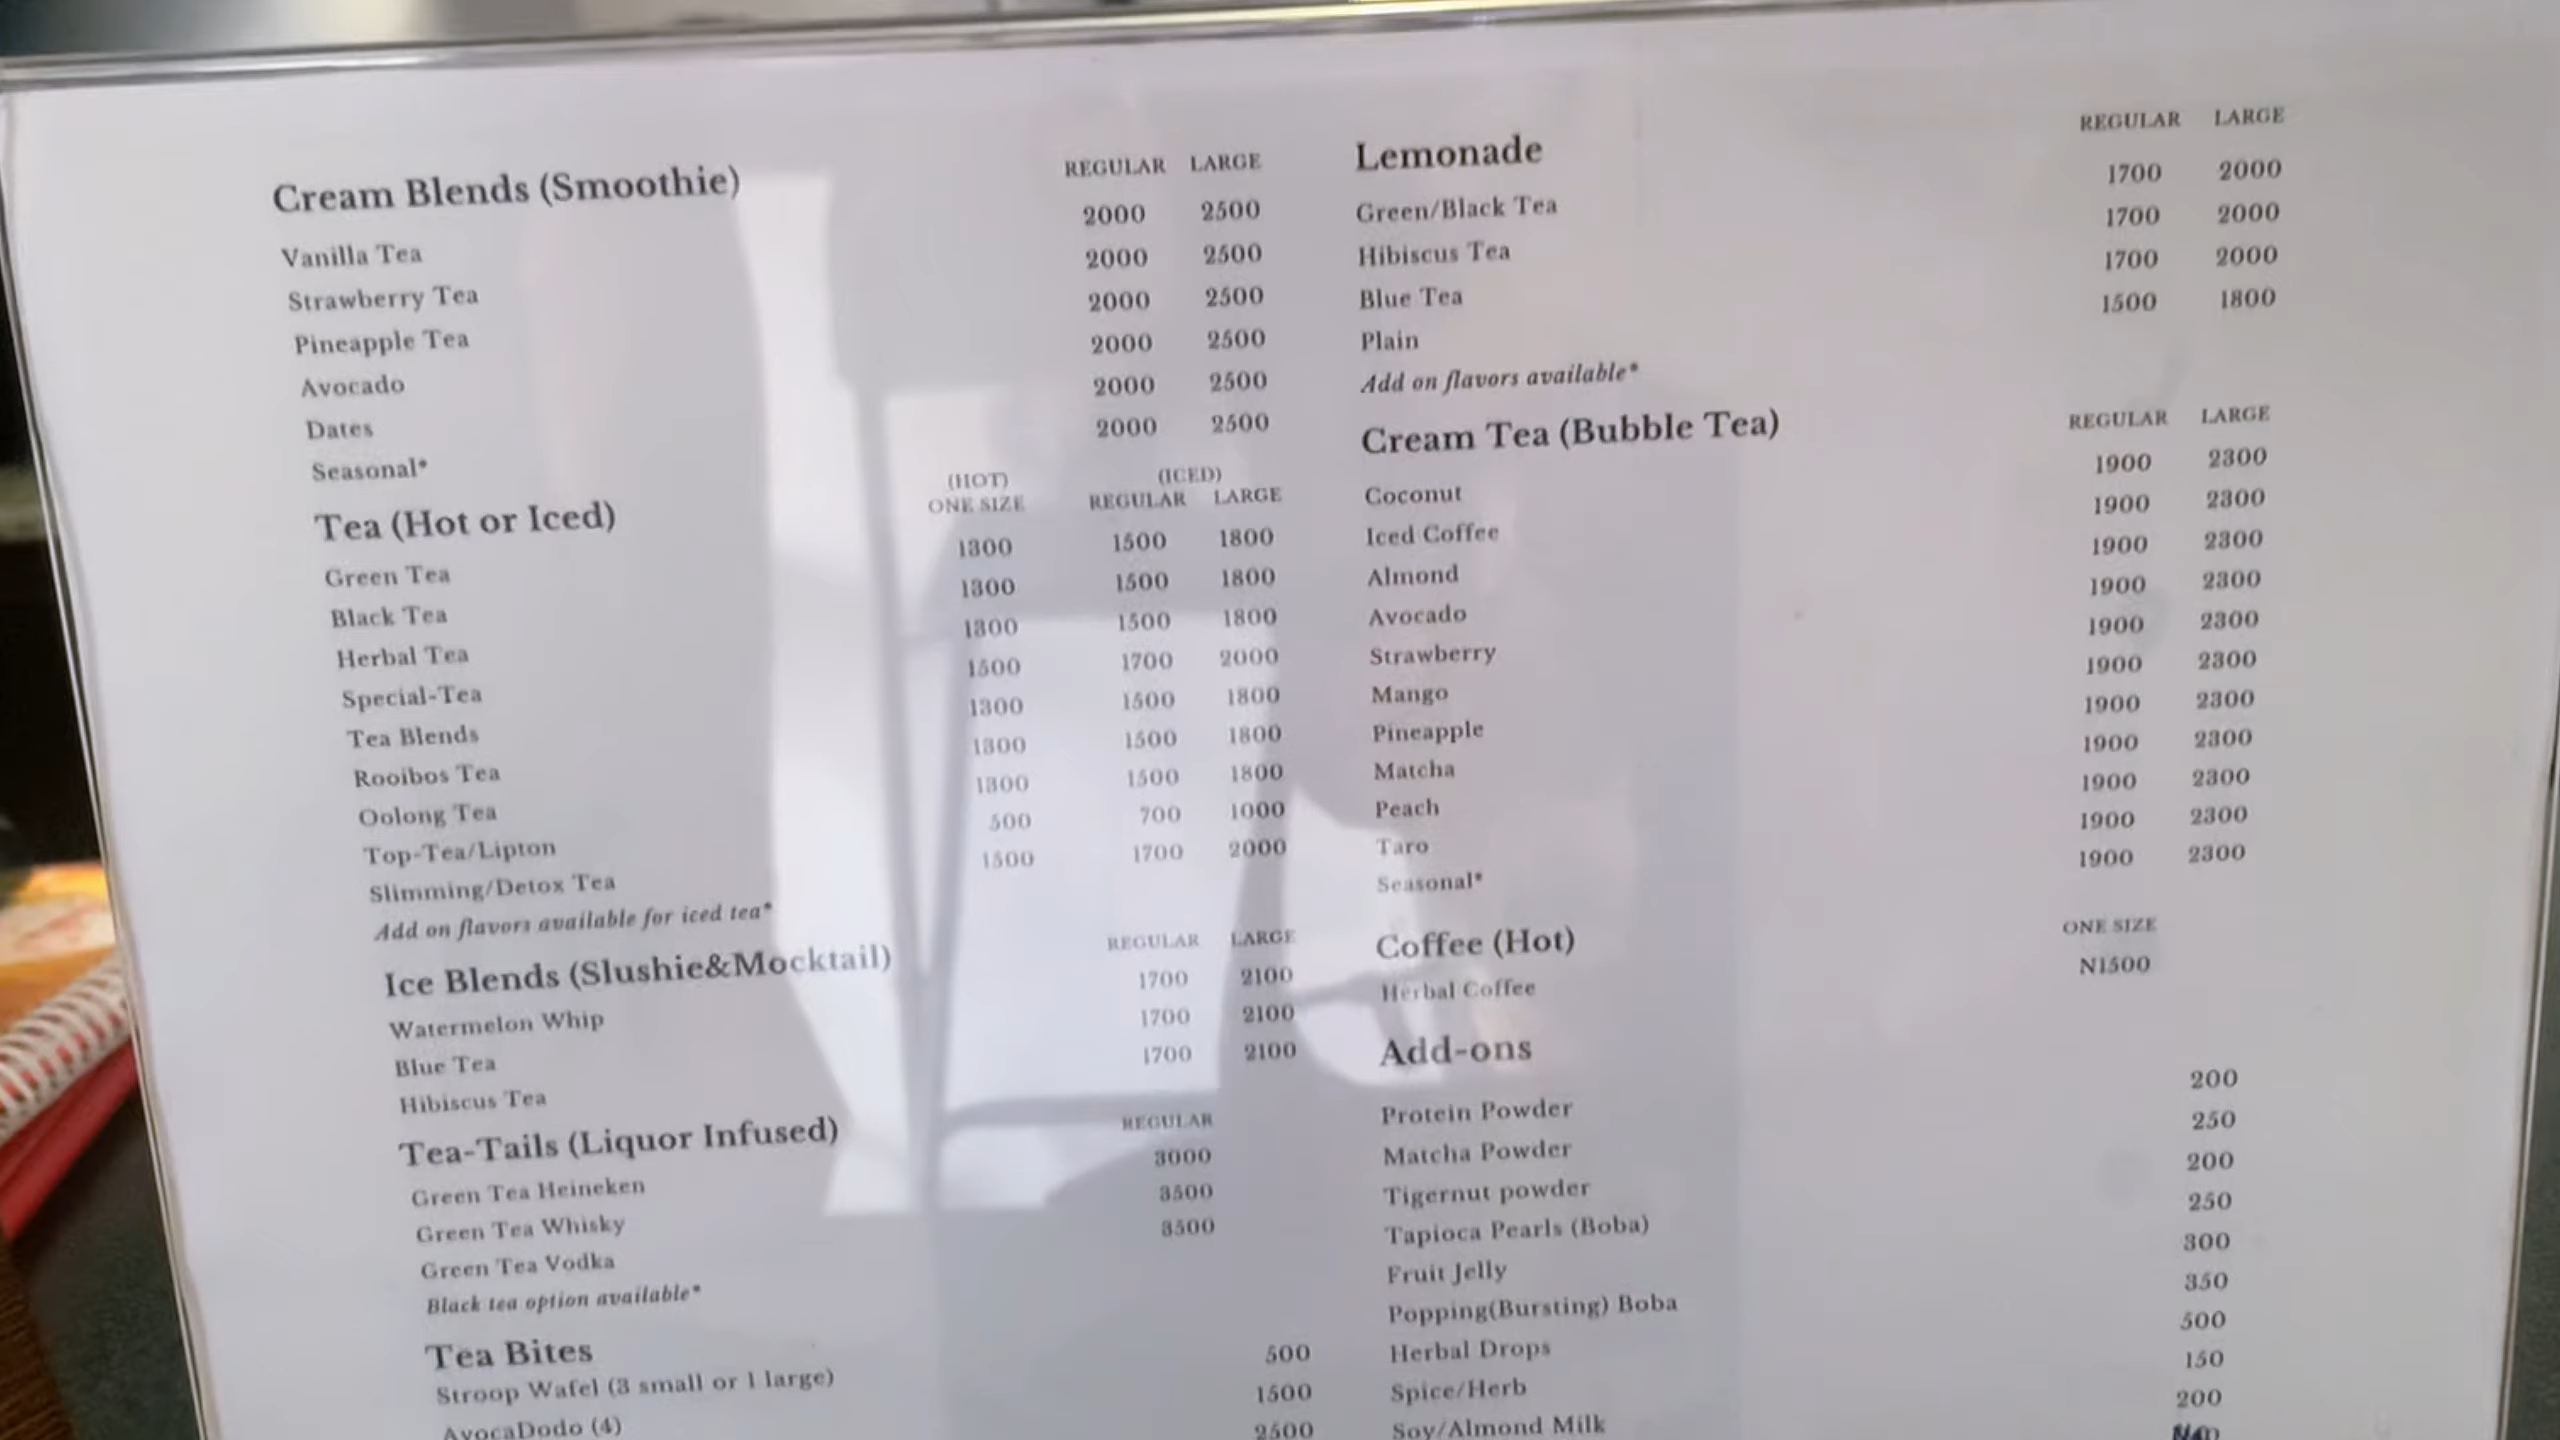 Cream Blends (Smoothie) REGULAR LARGE
Vanilla Tea 2000 2500
Strawberry Tea 2000 2500
Pineapple Tea 2000 2500
Avocado 2000 2500
Dates 2000 2500
Seasonal* 2000 2500
(HOT) (ICED)
Tea (Hot or Iced) ONE SIZE REGULAR LARGE
Green Tea 1300 1500 1800
Black Tea 1300 1500 1800
Herbal Tea 1300 1500 1800
Special-Tea 1500 1700 2000
Tea Blends 1300 1500 1800
Rooibos Tea 1300 1500 1800
Oolong Tea 1300 1500 1800
Top-Tea/Lipton 500 700 1000
Slimming/Detox Tea 1500 1700 2000
Add on flavors available for iced tea*
Ice Blends (Slushie&Mocktail) REGULAR LARGE
Watermelon Whip 1700 2100
Blue Tea 1700 2100
Hibiscus Tea 1700 2100
Tea-Tails (Liquor Infused) REGULAR
Green Tea Heineken 3000
Green Tea Whisky 3500
Green Tea Vodka 3500
Black tea option available*
Tea Bites
Stroop Wafel (3 small or 1 large) 500
AvocaDodo (4) 1500
2500
Lemonade REGULAR LARGE
Green/Black Tea 1700 2000
Hibiscus Tea 1700 2000
Blue Tea 1700 2000
Plain 1500 1800
Add on flavors available*
Cream Tea (Bubble Tea) REGULAR LARGE
Coconut 1900 2300
Iced Coffee 1900 2300
Almond 1900 2300
Avocado 1900 2300
Strawberry 1900 2300
Mango 1900 2300
Pineapple 1900 2300
Matcha 1900 2300
Peach 1900 2300
Taro 1900 2300
Seasonal* 1900 2300
Coffee (Hot) ONE SIZE
Herbal Coffee N1500
Add-ons
Protein Powder 200
Matcha Powder 250
Tigernut powder 200
Tapioca Pearls (Boba) 250
Fruit Jelly 300
Popping(Bursting) Boba 350
Herbal Drops 500
Spice/Herb 150
Soy/Almond Milk 200